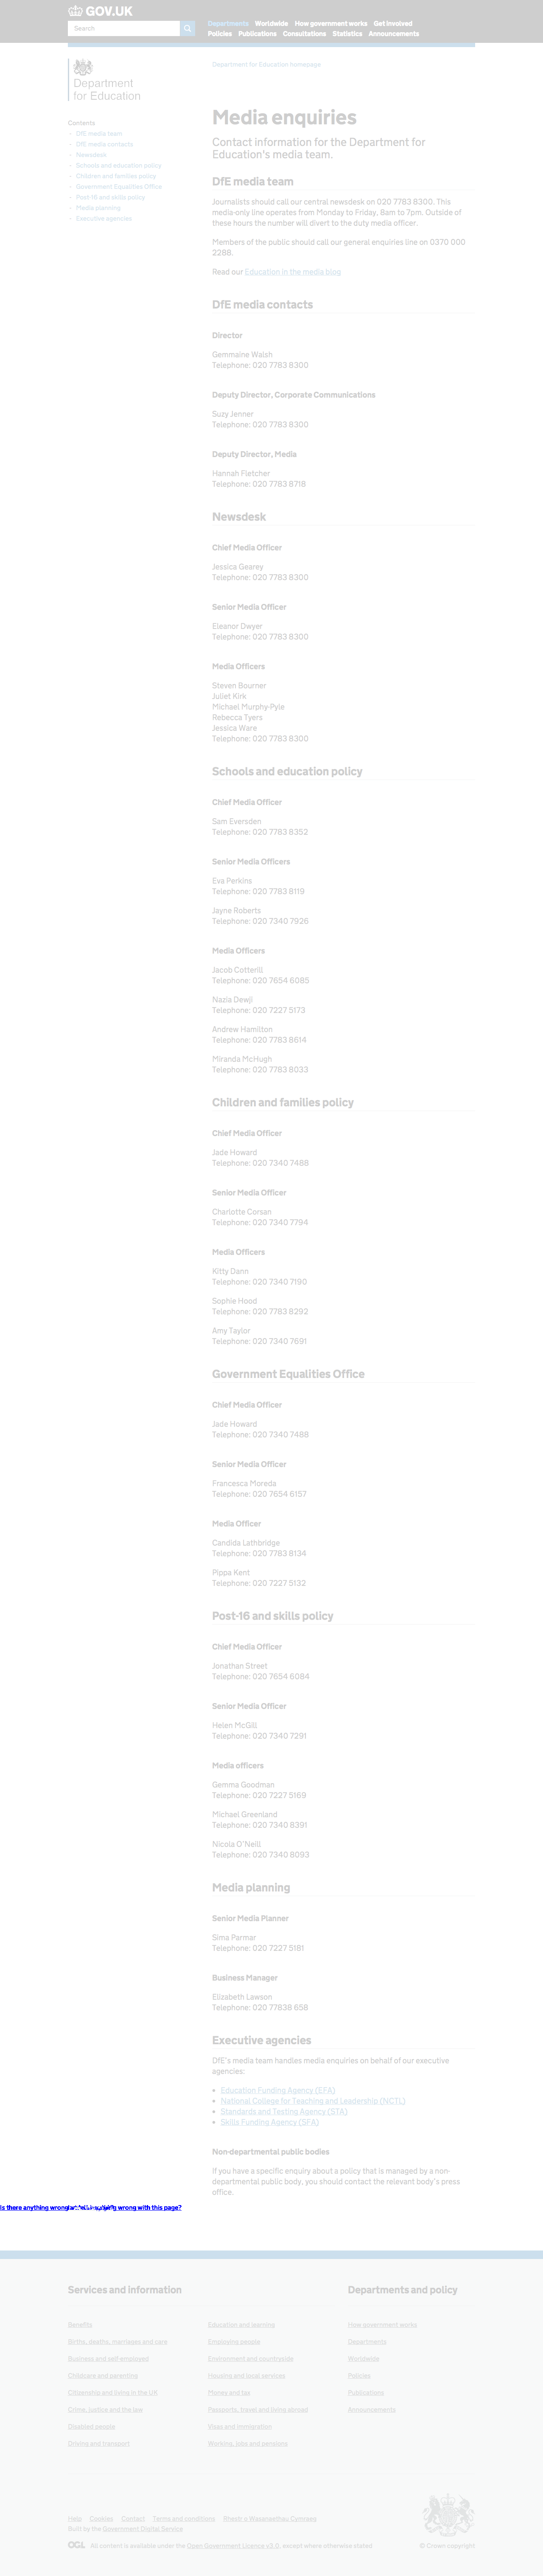 GOV.UK
Search
Departments Worldwide How government works Get involved
Policies Publications Consultations Statistics Announcements
Department
for Education
Contents
– DfE media team
– DfE media contacts
– Newsdesk
– Schools and education policy
– Children and families policy
– Government Equalities Office
– Post-16 and skills policy
– Media planning
– Executive agencies
Department for Education homepage
Media enquiries
Contact information for the Department for
Education's media team.
DfE media team
Journalists should call our central newsdesk on 020 7783 8300. This
media-only line operates from Monday to Friday, 8am to 7pm. Outside of
these hours the number will divert to the duty media officer.
Members of the public should call our general enquiries line on 0370 000
2288.
Read our Education in the media blog
DfE media contacts
Director
Gemmaine Walsh
Telephone: 020 7783 8300
Deputy Director, Corporate Communications
Suzy Jenner
Telephone: 020 7783 8300
Deputy Director, Media
Hannah Fletcher
Telephone: 020 7783 8718
Newsdesk
Chief Media Officer
Jessica Gearey
Telephone: 020 7783 8300
Senior Media Officer
Eleanor Dwyer
Telephone: 020 7783 8300
Media Officers
Steven Bourner
Juliet Kirk
Michael Murphy-Pyle
Rebecca Tyers
Jessica Ware
Telephone: 020 7783 8300
Schools and education policy
Chief Media Officer
Sam Eversden
Telephone: 020 7783 8352
Senior Media Officers
Eva Perkins
Telephone: 020 7783 8119
Jayne Roberts
Telephone: 020 7340 7926
Media Officers
Jacob Cotterill
Telephone: 020 7654 6085
Nazia Dewji
Telephone: 020 7227 5173
Andrew Hamilton
Telephone: 020 7783 8614
Miranda McHugh
Telephone: 020 7783 8033
Children and families policy
Chief Media Officer
Jade Howard
Telephone: 020 7340 7488
Senior Media Officer
Charlotte Corsan
Telephone: 020 7340 7794
Media Officers
Kitty Dann
Telephone: 020 7340 7190
Sophie Hood
Telephone: 020 7783 8292
Amy Taylor
Telephone: 020 7340 7691
Government Equalities Office
Chief Media Officer
Jade Howard
Telephone: 020 7340 7488
Senior Media Officer
Francesca Moreda
Telephone: 020 7654 6157
Media Officer
Candida Lethbridge
Telephone: 020 7783 8134
Pippa Kent
Telephone: 020 7227 5132
Post-16 and skills policy
Chief Media Officer
Jonathan Street
Telephone: 020 7654 6084
Senior Media Officer
Helen McGill
Telephone: 020 7340 7291
Media officers
Gemma Goodman
Telephone: 020 7227 5169
Michael Greenland
Telephone: 020 7340 8391
Nicola O'Neill
Telephone: 020 7340 8093
Media planning
Senior Media Planner
Sima Parmar
Telephone: 020 7227 5181
Business Manager
Elizabeth Lawson
Telephone: 020 77838 658
Executive agencies
DfE's media team handles media enquiries on behalf of our executive
agencies:
• Education Funding Agency (EFA)
• National College for Teaching and Leadership (NCTL)
• Standards and Testing Agency (STA)
• Skills Funding Agency (SFA)
Non-departmental public bodies
If you have a specific enquiry about a policy that is managed by a non-
departmental public body, you should contact the relevant body's press
office.
Is there anything wrong with this page?
Services and information
Benefits
Births, deaths, marriages and care
Business and self-employed
Childcare and parenting
Citizenship and living in the UK
Crime, justice and the law
Disabled people
Driving and transport
Education and learning
Employing people
Environment and countryside
Housing and local services
Money and tax
Passports, travel and living abroad
Visas and immigration
Working, jobs and pensions
Departments and policy
How government works
Departments
Worldwide
Policies
Publications
Announcements
Help Cookies Contact Terms and conditions Rhestr o Wasanaethau Cymraeg
Built by the Government Digital Service
OGL All content is available under the Open Government Licence v3.0, except where otherwise stated
© Crown copyright